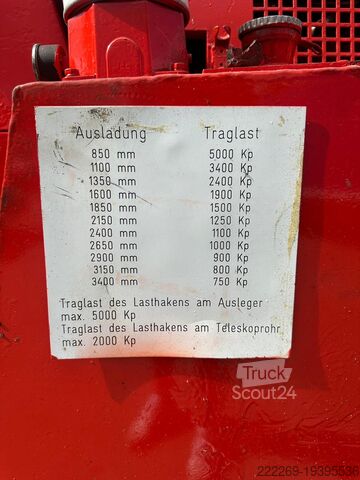 Ausladung Traglast
850 mm 5000 Kp
1100 mm 3400 Kp
1350 mm 2400 Kp
1600 mm 1900 Kp
1850 mm 1500 Kp
2150 mm 1250 Kp
2400 mm 1100 Kp
2650 mm 1000 Kp
2900 mm 900 Kp
3150 mm 800 Kp
3400 mm 750 Kp
Traglast des Lasthakens am Ausleger
max. 5000 Kp
Traglast des Lasthakens am Teleskoprohr
max. 2000 Kp
Truck
Scout24
222269-19395536